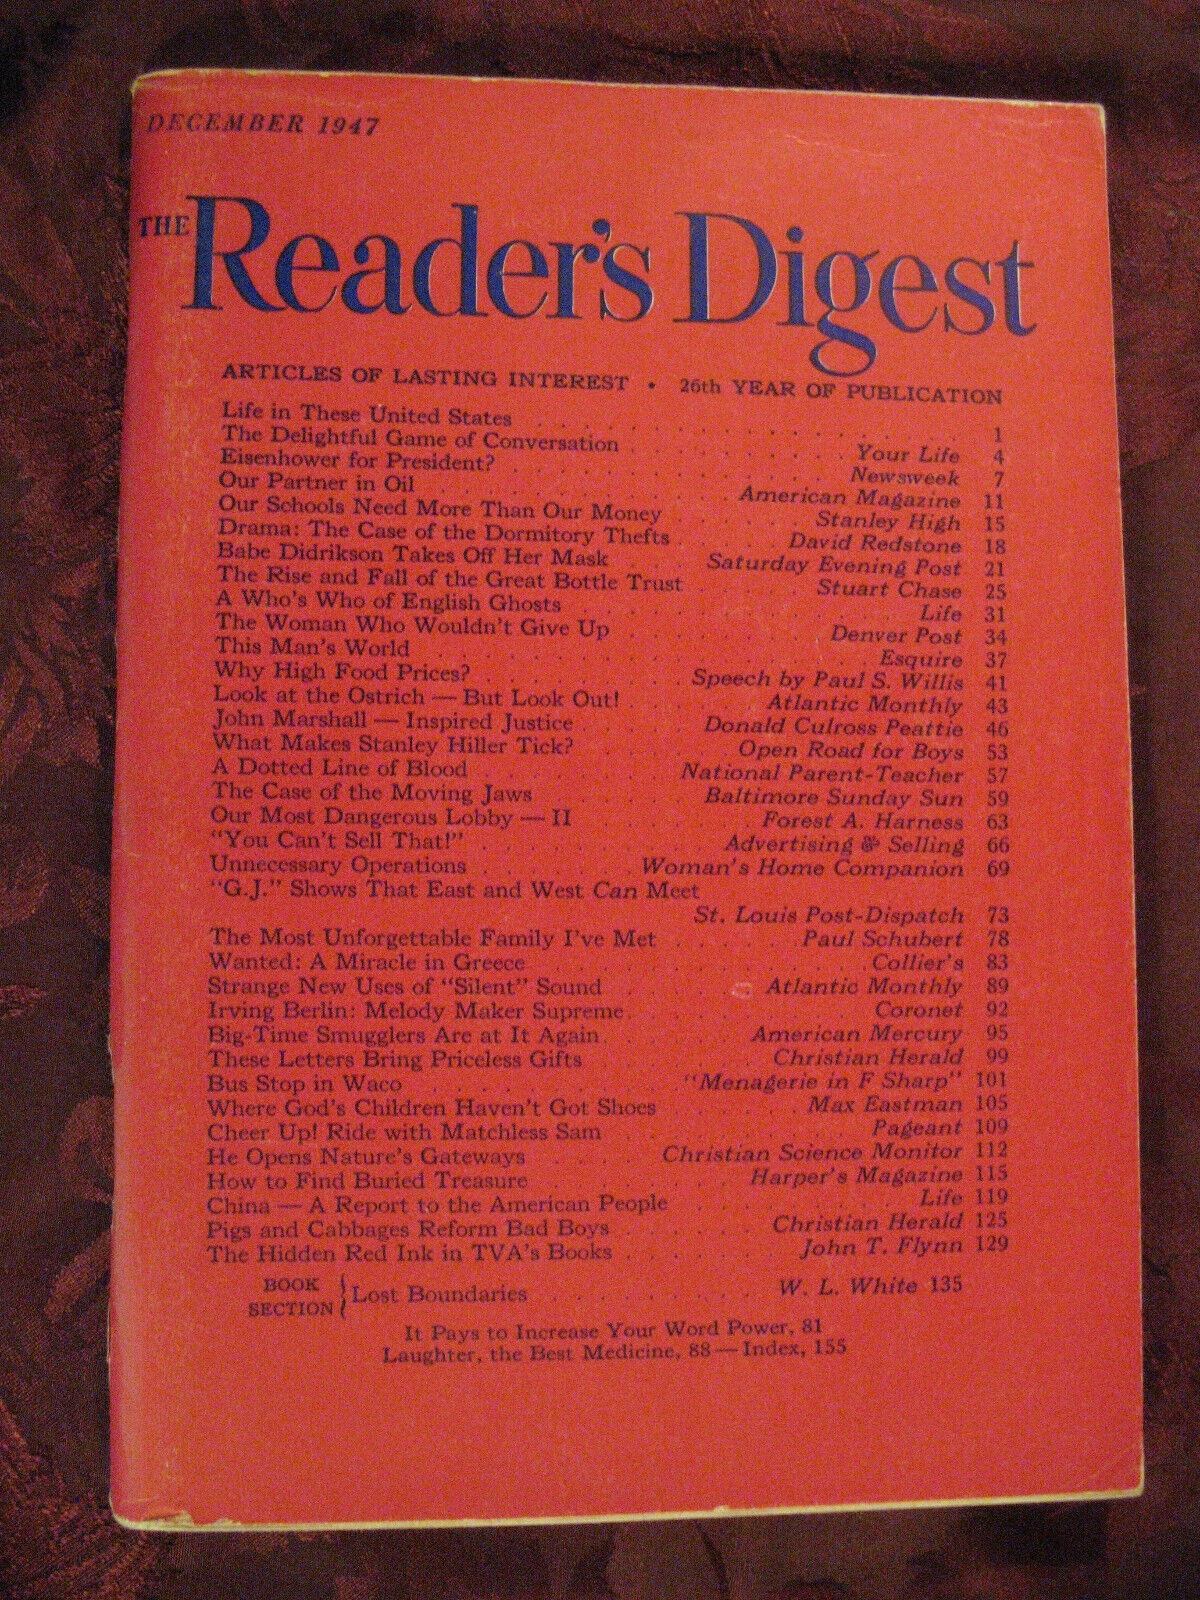 DECEMBER 1947
THE Reader's Digest
ARTICLES OF LASTING INTEREST • 26th YEAR OF PUBLICATION
Life in These United States . . . . . . . . . . . . . . . . . . 1
The Delightful Game of Conversation . . . . . . . . . . Your Life 4
Eisenhower for President? . . . . . . . . . . . . . . Newsweek 7
Our Partner in Oil . . . . . . . . . . . . . American Magazine 11
Our Schools Need More Than Our Money . . . . . . Stanley High 15
Drama: The Case of the Dormitory Thefts . . . . . David Redstone 18
Babe Didrikson Takes Off Her Mask . . . . Saturday Evening Post 21
The Rise and Fall of the Great Bottle Trust . . . . . . Stuart Chase 25
A Who's Who of English Ghosts . . . . . . . . . . . . . . . Life 31
The Woman Who Wouldn't Give Up . . . . . . . . . Denver Post 34
This Man's World . . . . . . . . . . . . . . . . . . Esquire 37
Why High Food Prices? . . . . . . . . . Speech by Paul S. Willis 41
Look at the Ostrich — But Look Out! . . . . . . Atlantic Monthly 43
John Marshall — Inspired Justice . . . . . Donald Culross Peattie 46
What Makes Stanley Hiller Tick? . . . . . . Open Road for Boys 53
A Dotted Line of Blood . . . . . . . . . National Parent-Teacher 57
The Case of the Moving Jaws . . . . . . Baltimore Sunday Sun 59
Our Most Dangerous Lobby — II . . . . . . . Forest A. Harness 63
"You Can't Sell That!" . . . . . . . . . . Advertising & Selling 66
Unnecessary Operations . . . . . . . Woman's Home Companion 69
"G.J." Shows That East and West Can Meet
St. Louis Post-Dispatch 73
The Most Unforgettable Family I've Met . . . . . . Paul Schubert 78
Wanted: A Miracle in Greece . . . . . . . . . . . . . . Collier's 83
Strange New Uses of "Silent" Sound . . . . . . Atlantic Monthly 89
Irving Berlin: Melody Maker Supreme . . . . . . . . . . Coronet 92
Big-Time Smugglers Are at It Again . . . . . . American Mercury 95
These Letters Bring Priceless Gifts . . . . . . . Christian Herald 99
Bus Stop in Waco . . . . . . . . . . . "Menagerie in F Sharp" 101
Where God's Children Haven't Got Shoes . . . . . . Max Eastman 105
Cheer Up! Ride with Matchless Sam . . . . . . . . . . . Pageant 109
He Opens Nature's Gateways . . . . Christian Science Monitor 112
How to Find Buried Treasure . . . . . . . . Harper's Magazine 115
China — A Report to the American People . . . . . . . . . Life 119
Pigs and Cabbages Reform Bad Boys . . . . . . Christian Herald 125
The Hidden Red Ink in TVA's Books . . . . . . . John T. Flynn 129
BOOK SECTION { Lost Boundaries . . . . . . . . . . . W. L. White 135
It Pays to Increase Your Word Power, 81
Laughter, the Best Medicine, 88 — Index, 155